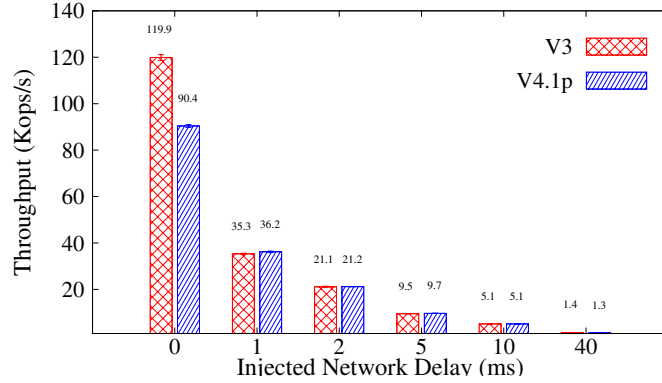 140
120
100
80
60
40
20
Throughput (Kops/s)
V3
V4.1p
119.9
90.4
35.3 36.2
21.1 21.2
9.5 9.7
5.1 5.1
1.4 1.3
0 1 2 5 10 40
Injected Network Delay (ms)